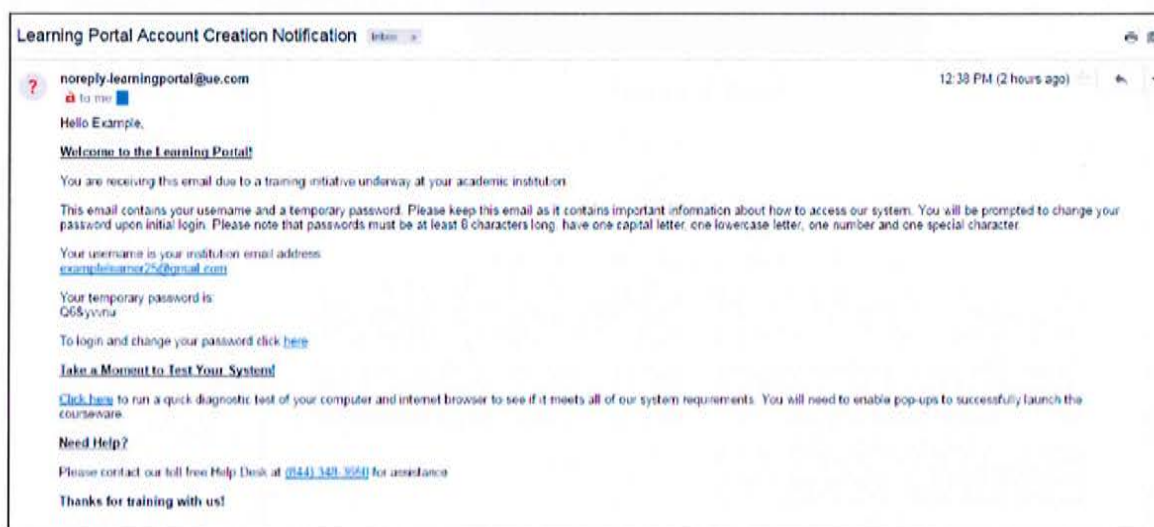 Learning Portal Account Creation Notification Inbox x
noreply-learningportal@ue.com 12:38 PM (2 hours ago)
to me
Hello Example,
Welcome to the Learning Portal!
You are receiving this email due to a training initiative underway at your academic institution
This email contains your username and a temporary password. Please keep this email as it contains important information about how to access our system. You will be prompted to change your
password upon initial login. Please note that passwords must be at least 8 characters long, have one capital letter, one lowercase letter, one number and one special character.
Your username is your institution email address:
examplelearner25@gmail.com
Your temporary password is:
To login and change your password click here
Take a Moment to Test Your System!
Click here to run a quick diagnostic test of your computer and internet browser to see if it meets all of our system requirements. You will need to enable pop-ups to successfully launch the
courseware.
Need Help?
Please contact our toll free Help Desk at for assistance
Thanks for training with us!